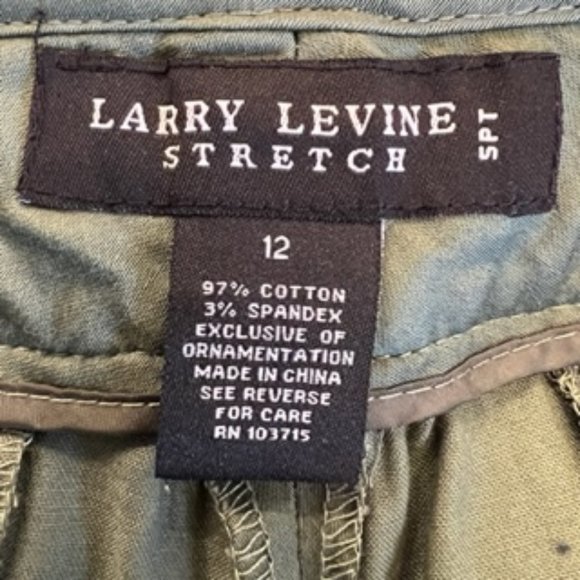 LARRY LEVINE
STRETCH
SPT
12
97% COTTON
3% SPANDEX
EXCLUSIVE OF
ORNAMENTATION
MADE IN CHINA
SEE REVERSE
FOR CARE
RN 103715